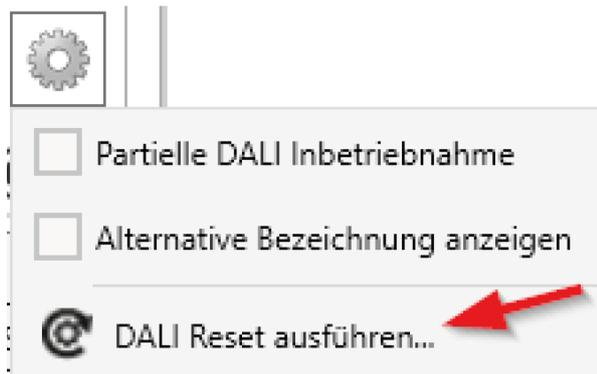 Partielle DALI Inbetriebnahme
Alternative Bezeichnung anzeigen
DALI Reset ausführen...